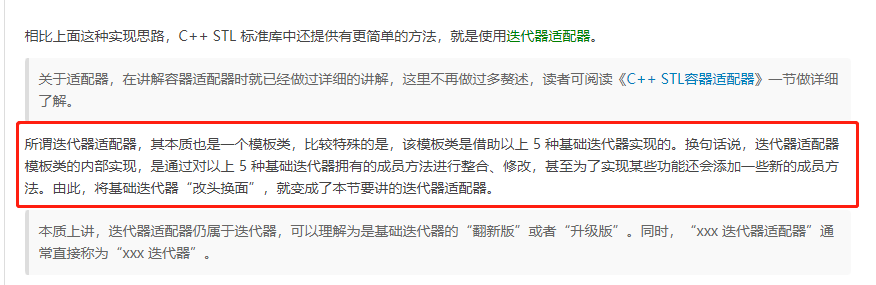 相比上面这种实现思路，C++ STL 标准库中还提供有更简单的方法，就是使用迭代器适配器。
关于适配器，在讲解容器适配器时就已经做过详细的讲解，这里不再做过多赘述，读者可阅读《C++ STL容器适配器》一节做详细
了解。
所谓迭代器适配器，其本质也是一个模板类，比较特殊的是，该模板类是借助以上 5 种基础迭代器实现的。换句话说，迭代器适配器
模板类的内部实现，是通过对以上 5 种基础迭代器拥有的成员方法进行整合、修改，甚至为了实现某些功能还会添加一些新的成员方
法。由此，将基础迭代器“改头换面”，就变成了本节要讲的迭代器适配器。
本质上讲，迭代器适配器仍属于迭代器，可以理解为是基础迭代器的“翻新版”或者“升级版”。同时，“xxx 迭代器适配器”通
常直接称为“xxx 迭代器”。